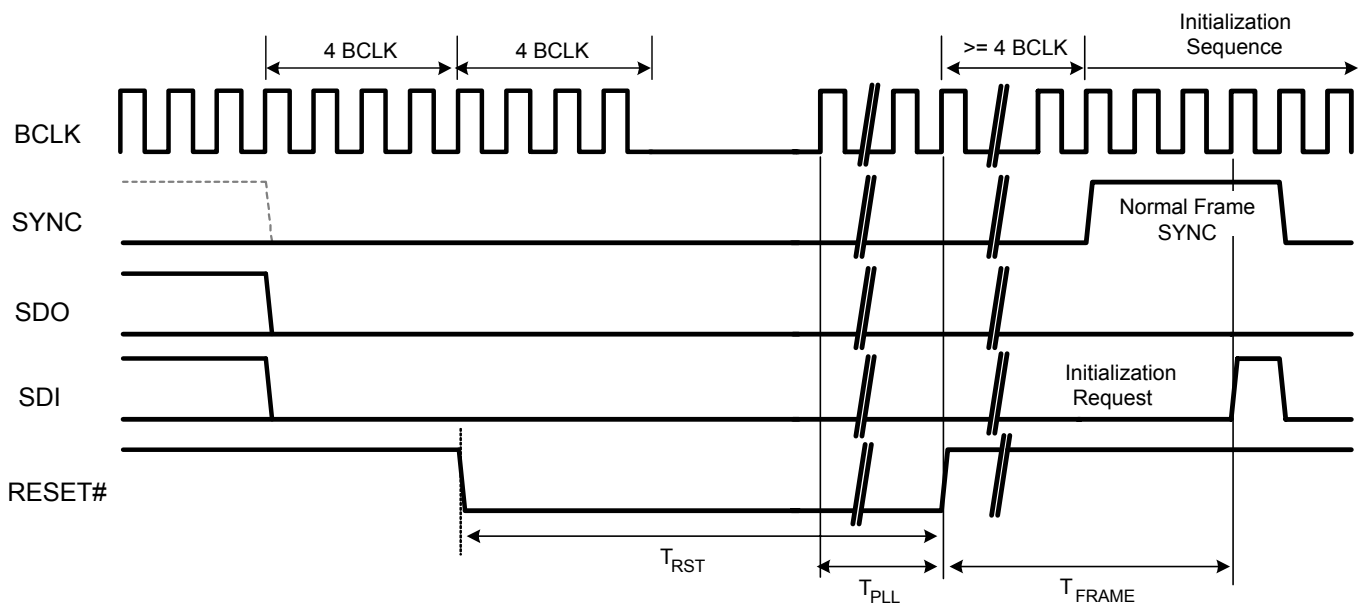 4 BCLK
4 BCLK
>= 4 BCLK
Initialization
Sequence
BCLK
SYNC
Normal Frame
SYNC
SDO
SDI
Initialization
Request
RESET#
TRST
TPLL
TFRAME